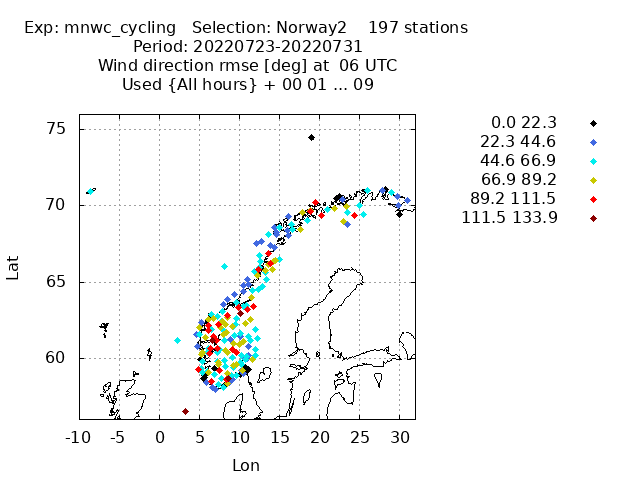 Exp: mnwc_cycling   Selection: Norway2    197 stations
Period: 20220723-20220731
Wind direction rmse [deg] at  06 UTC
Used {All hours} + 00 01 ... 09
0.0 22.3
22.3 44.6
44.6 66.9
66.9 89.2
89.2 111.5
111.5 133.9
75
70
65
60
Lat
-10 -5 0 5 10 15 20 25 30
Lon